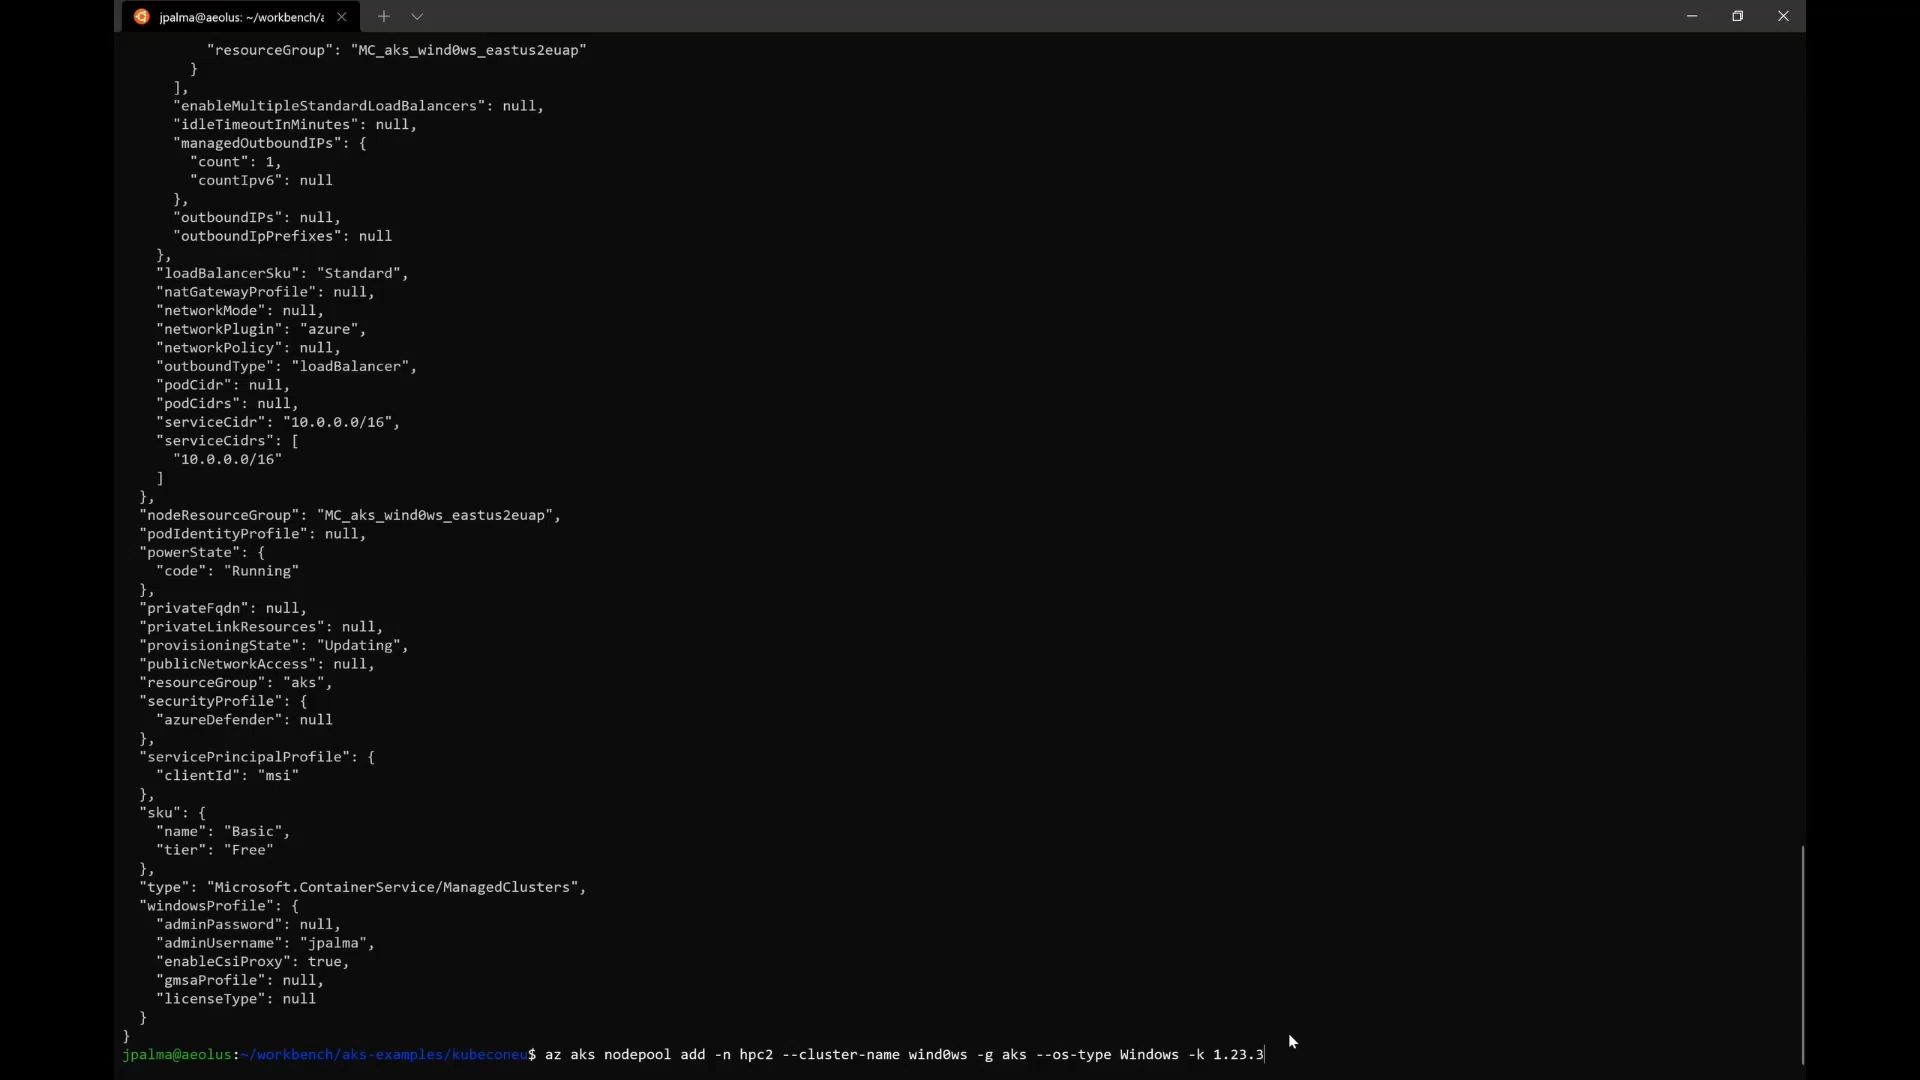 jpalma@aeolus: ~/workbench/a
"resourceGroup": "MC_aks_wind0ws_eastus2euap"
}
],
"enableMultipleStandardLoadBalancers": null,
"idleTimeoutInMinutes": null,
"managedOutboundIPs": {
"count": 1,
"countIpv6": null
},
"outboundIPs": null,
"outboundIpPrefixes": null
},
"loadBalancerSku": "Standard",
"natGatewayProfile": null,
"networkMode": null,
"networkPlugin": "azure",
"networkPolicy": null,
"outboundType": "loadBalancer",
"podCidr": null,
"podCidrs": null,
"serviceCidr": "10.0.0.0/16",
"serviceCidrs": [
"10.0.0.0/16"
]
},
"nodeResourceGroup": "MC_aks_wind0ws_eastus2euap",
"podIdentityProfile": null,
"powerState": {
"code": "Running"
},
"privateFqdn": null,
"privateLinkResources": null,
"provisioningState": "Updating",
"publicNetworkAccess": null,
"resourceGroup": "aks",
"securityProfile": {
"azureDefender": null
},
"servicePrincipalProfile": {
"clientId": "msi"
},
"sku": {
"name": "Basic",
"tier": "Free"
},
"type": "Microsoft.ContainerService/ManagedClusters",
"windowsProfile": {
"adminPassword": null,
"adminUsername": "jpalma",
"enableCsiProxy": true,
"gmsaProfile": null,
"licenseType": null
}
}
jpalma@aeolus:~/workbench/aks-examples/kubeconeu$ az aks nodepool add -n hpc2 --cluster-name wind0ws -g aks --os-type Windows -k 1.23.3